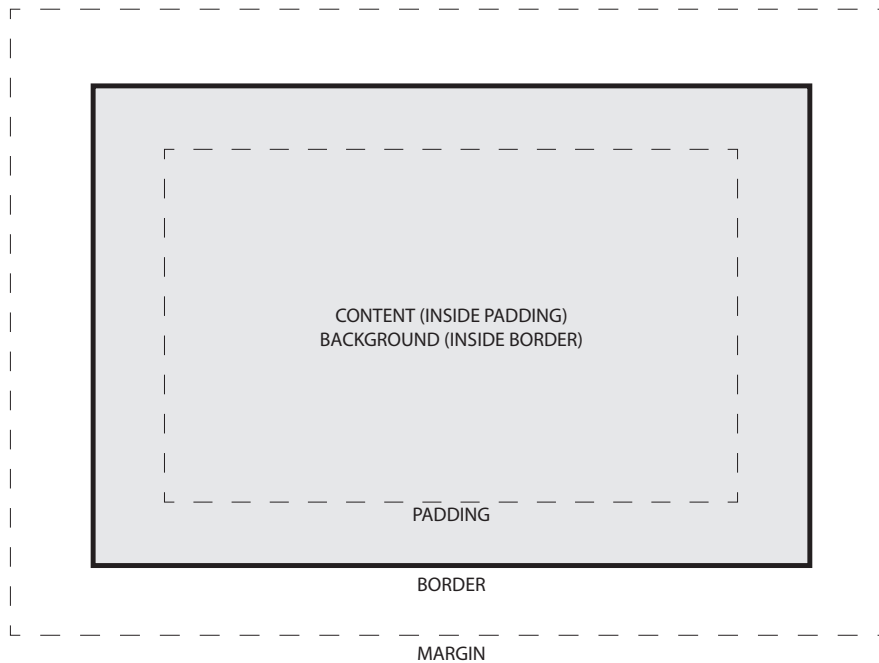 CONTENT (INSIDE PADDING)
BACKGROUND (INSIDE BORDER)
PADDING
BORDER
MARGIN